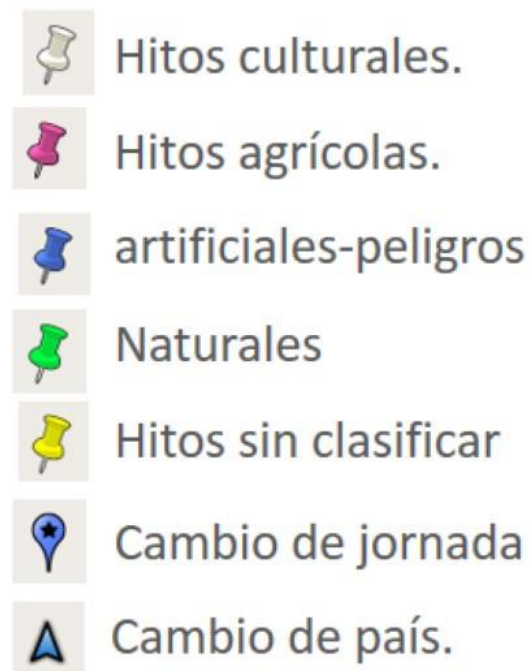 Hitos culturales.
Hitos agrícolas.
artificiales-peligros
Naturales
Hitos sin clasificar
Cambio de jornada
Cambio de país.